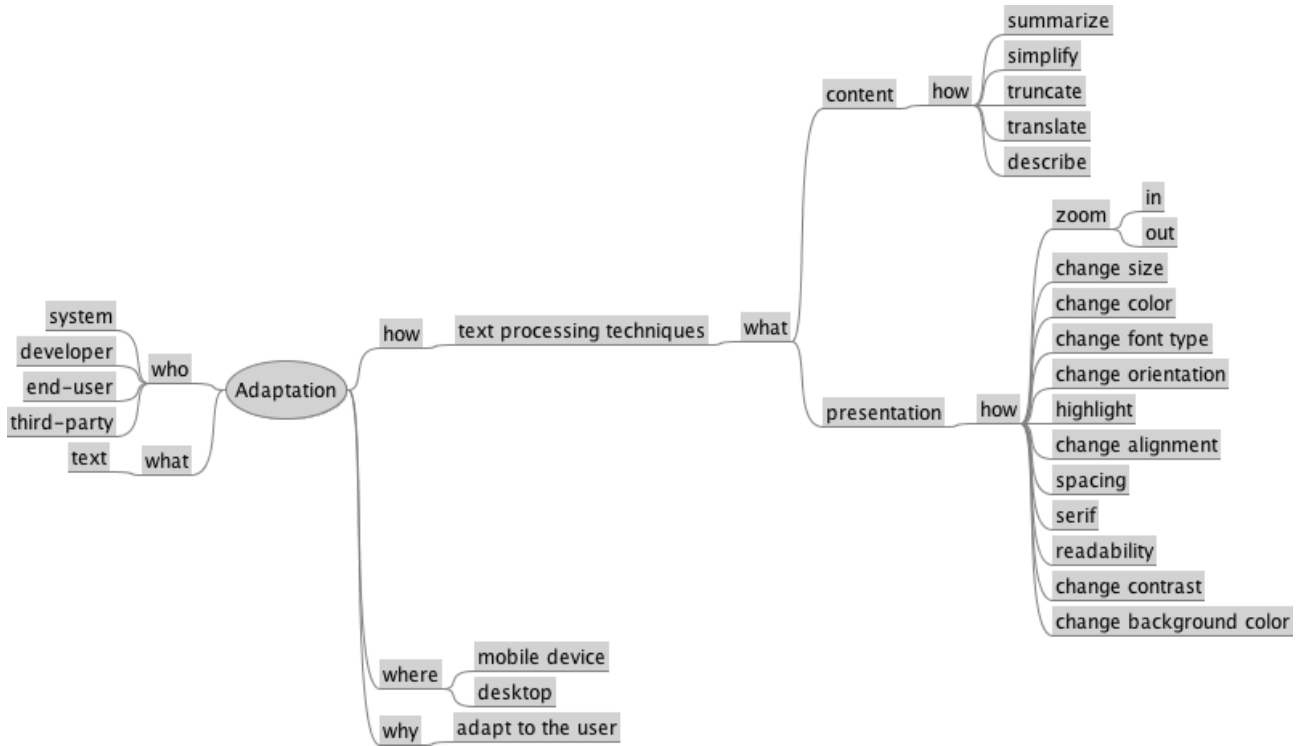 summarize
simplify
content
how
truncate
translate
describe
in
zoom
out
change size
system
change color
how
text processing techniques
what
developer
change font type
who
end-user
Adaptation
change orientation
third-party
presentation
how
highlight
text
what
change alignment
spacing
serif
readability
change contrast
change background color
mobile device
where
desktop
why
adapt to the user